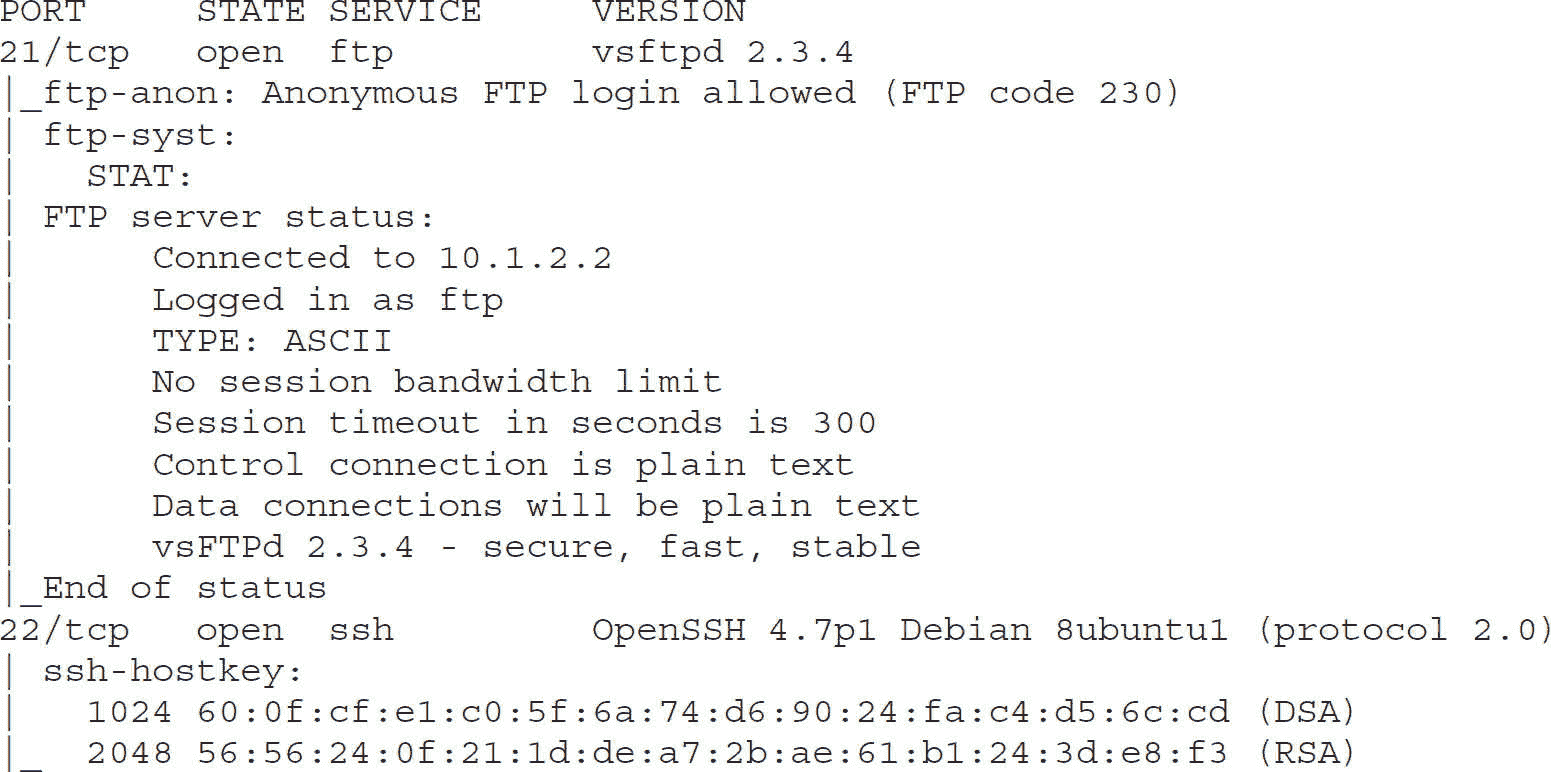 PORT     STATE SERVICE     VERSION
21/tcp   open  ftp         vsftpd 2.3.4
|_ftp-anon: Anonymous FTP login allowed (FTP code 230)
| ftp-syst:
|   STAT:
| FTP server status:
|      Connected to 10.1.2.2
|      Logged in as ftp
|      TYPE: ASCII
|      No session bandwidth limit
|      Session timeout in seconds is 300
|      Control connection is plain text
|      Data connections will be plain text
|      vsFTPd 2.3.4 - secure, fast, stable
|_End of status
22/tcp   open  ssh         OpenSSH 4.7p1 Debian 8ubuntu1 (protocol 2.0)
| ssh-hostkey:
|   1024 60:0f:cf:e1:c0:5f:6a:74:d6:90:24:fa:c4:d5:6c:cd (DSA)
|_  2048 56:56:24:0f:21:1d:de:a7:2b:ae:61:b1:24:3d:e8:f3 (RSA)